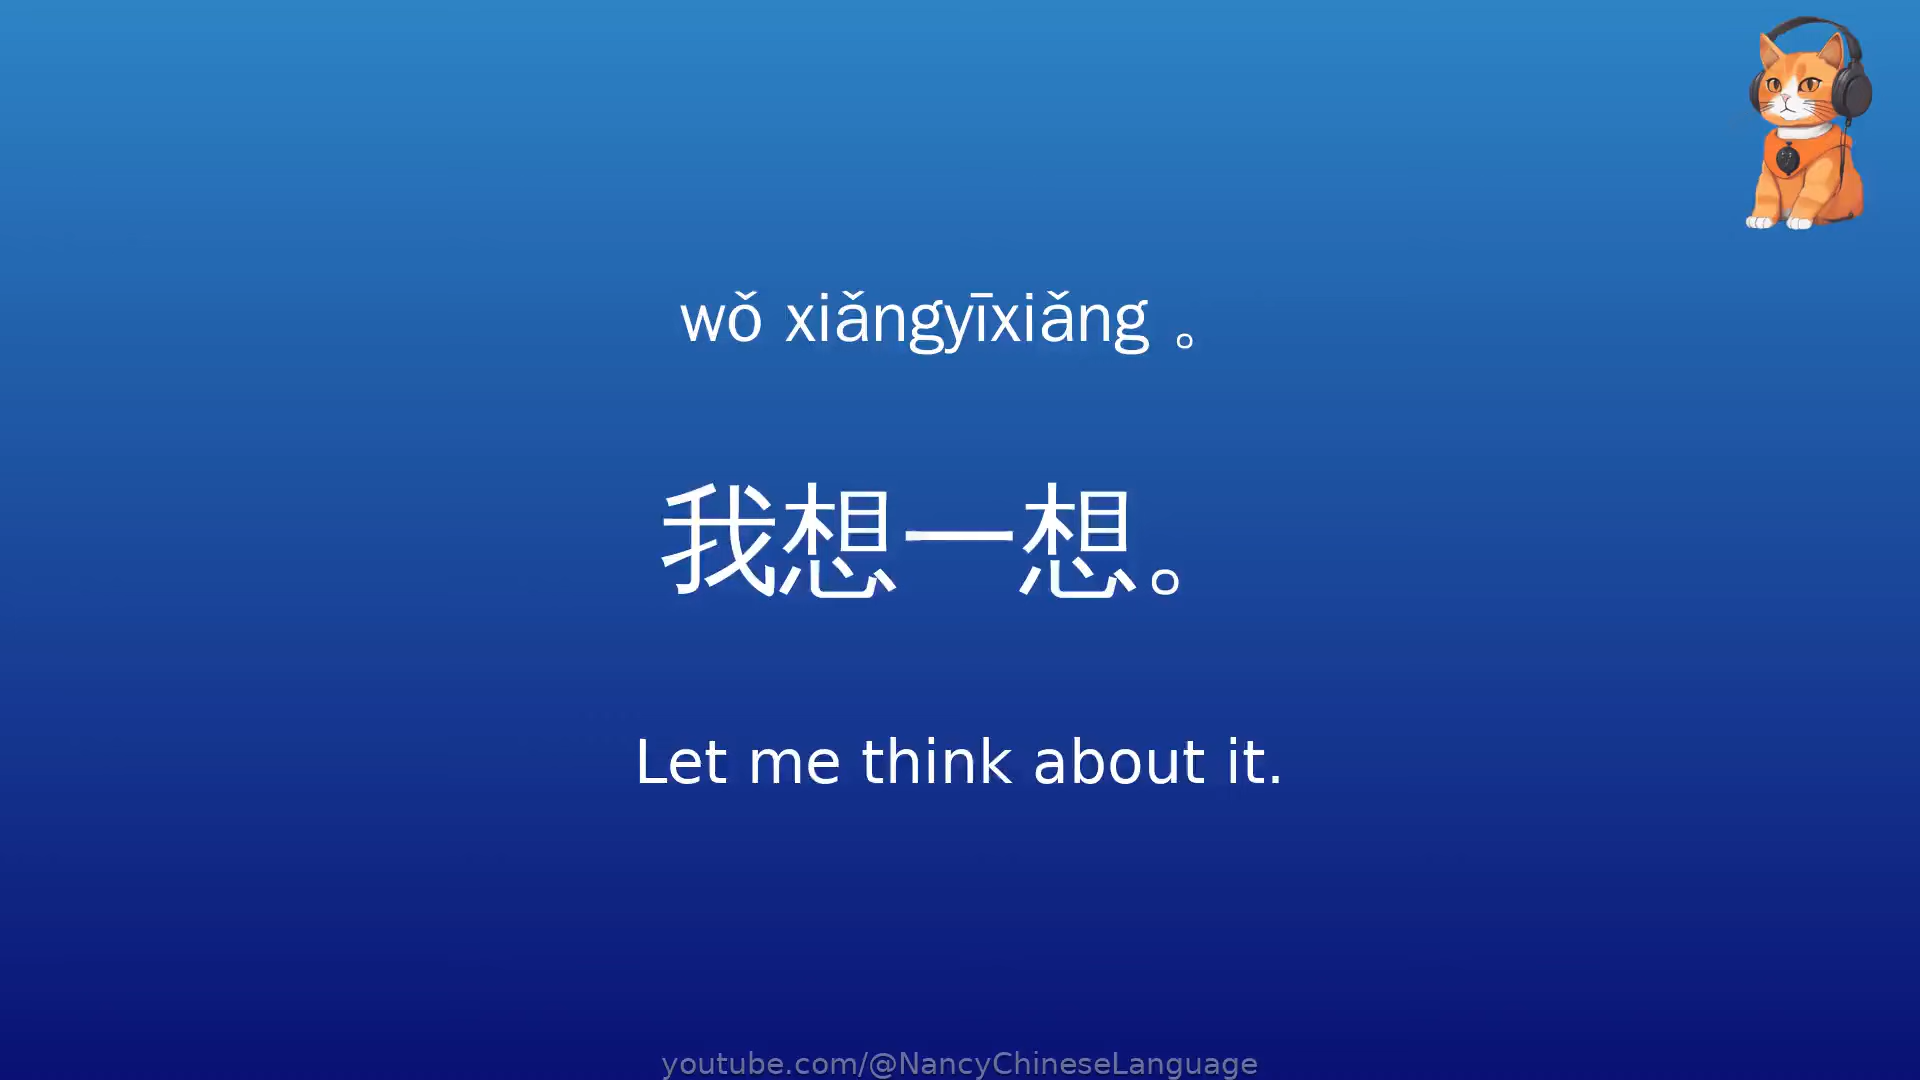 wǒ xiǎngyīxiǎng 。
我想一想。
Let me think about it.
youtube.com/@NancyChineseLanguage